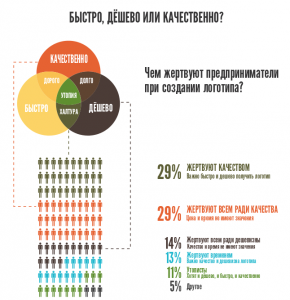 БЫСТРО, ДЁШЕВО ИЛИ КАЧЕСТВЕННО?
КАЧЕСТВЕННО
ДОРОГО
ДОЛГО
УТОПИЯ
БЫСТРО
ДЁШЕВО
ХАЛТУРА
Чем жертвуют предприниматели
при создании логотипа?
29% ЖЕРТВУЮТ КАЧЕСТВОМ
Важно быстро и дешево получить логотип
29% ЖЕРТВУЮТ ВСЕМ РАДИ КАЧЕСТВА
Цена и время не имеют значения
14% Жертвуют всем ради дешевизны
Качество и время не имеют значения
13% Жертвуют временем
Важно качество и дешевизна логотипа
11% Утописты
Хотят и дешево, и быстро, и качественно
5% Другое